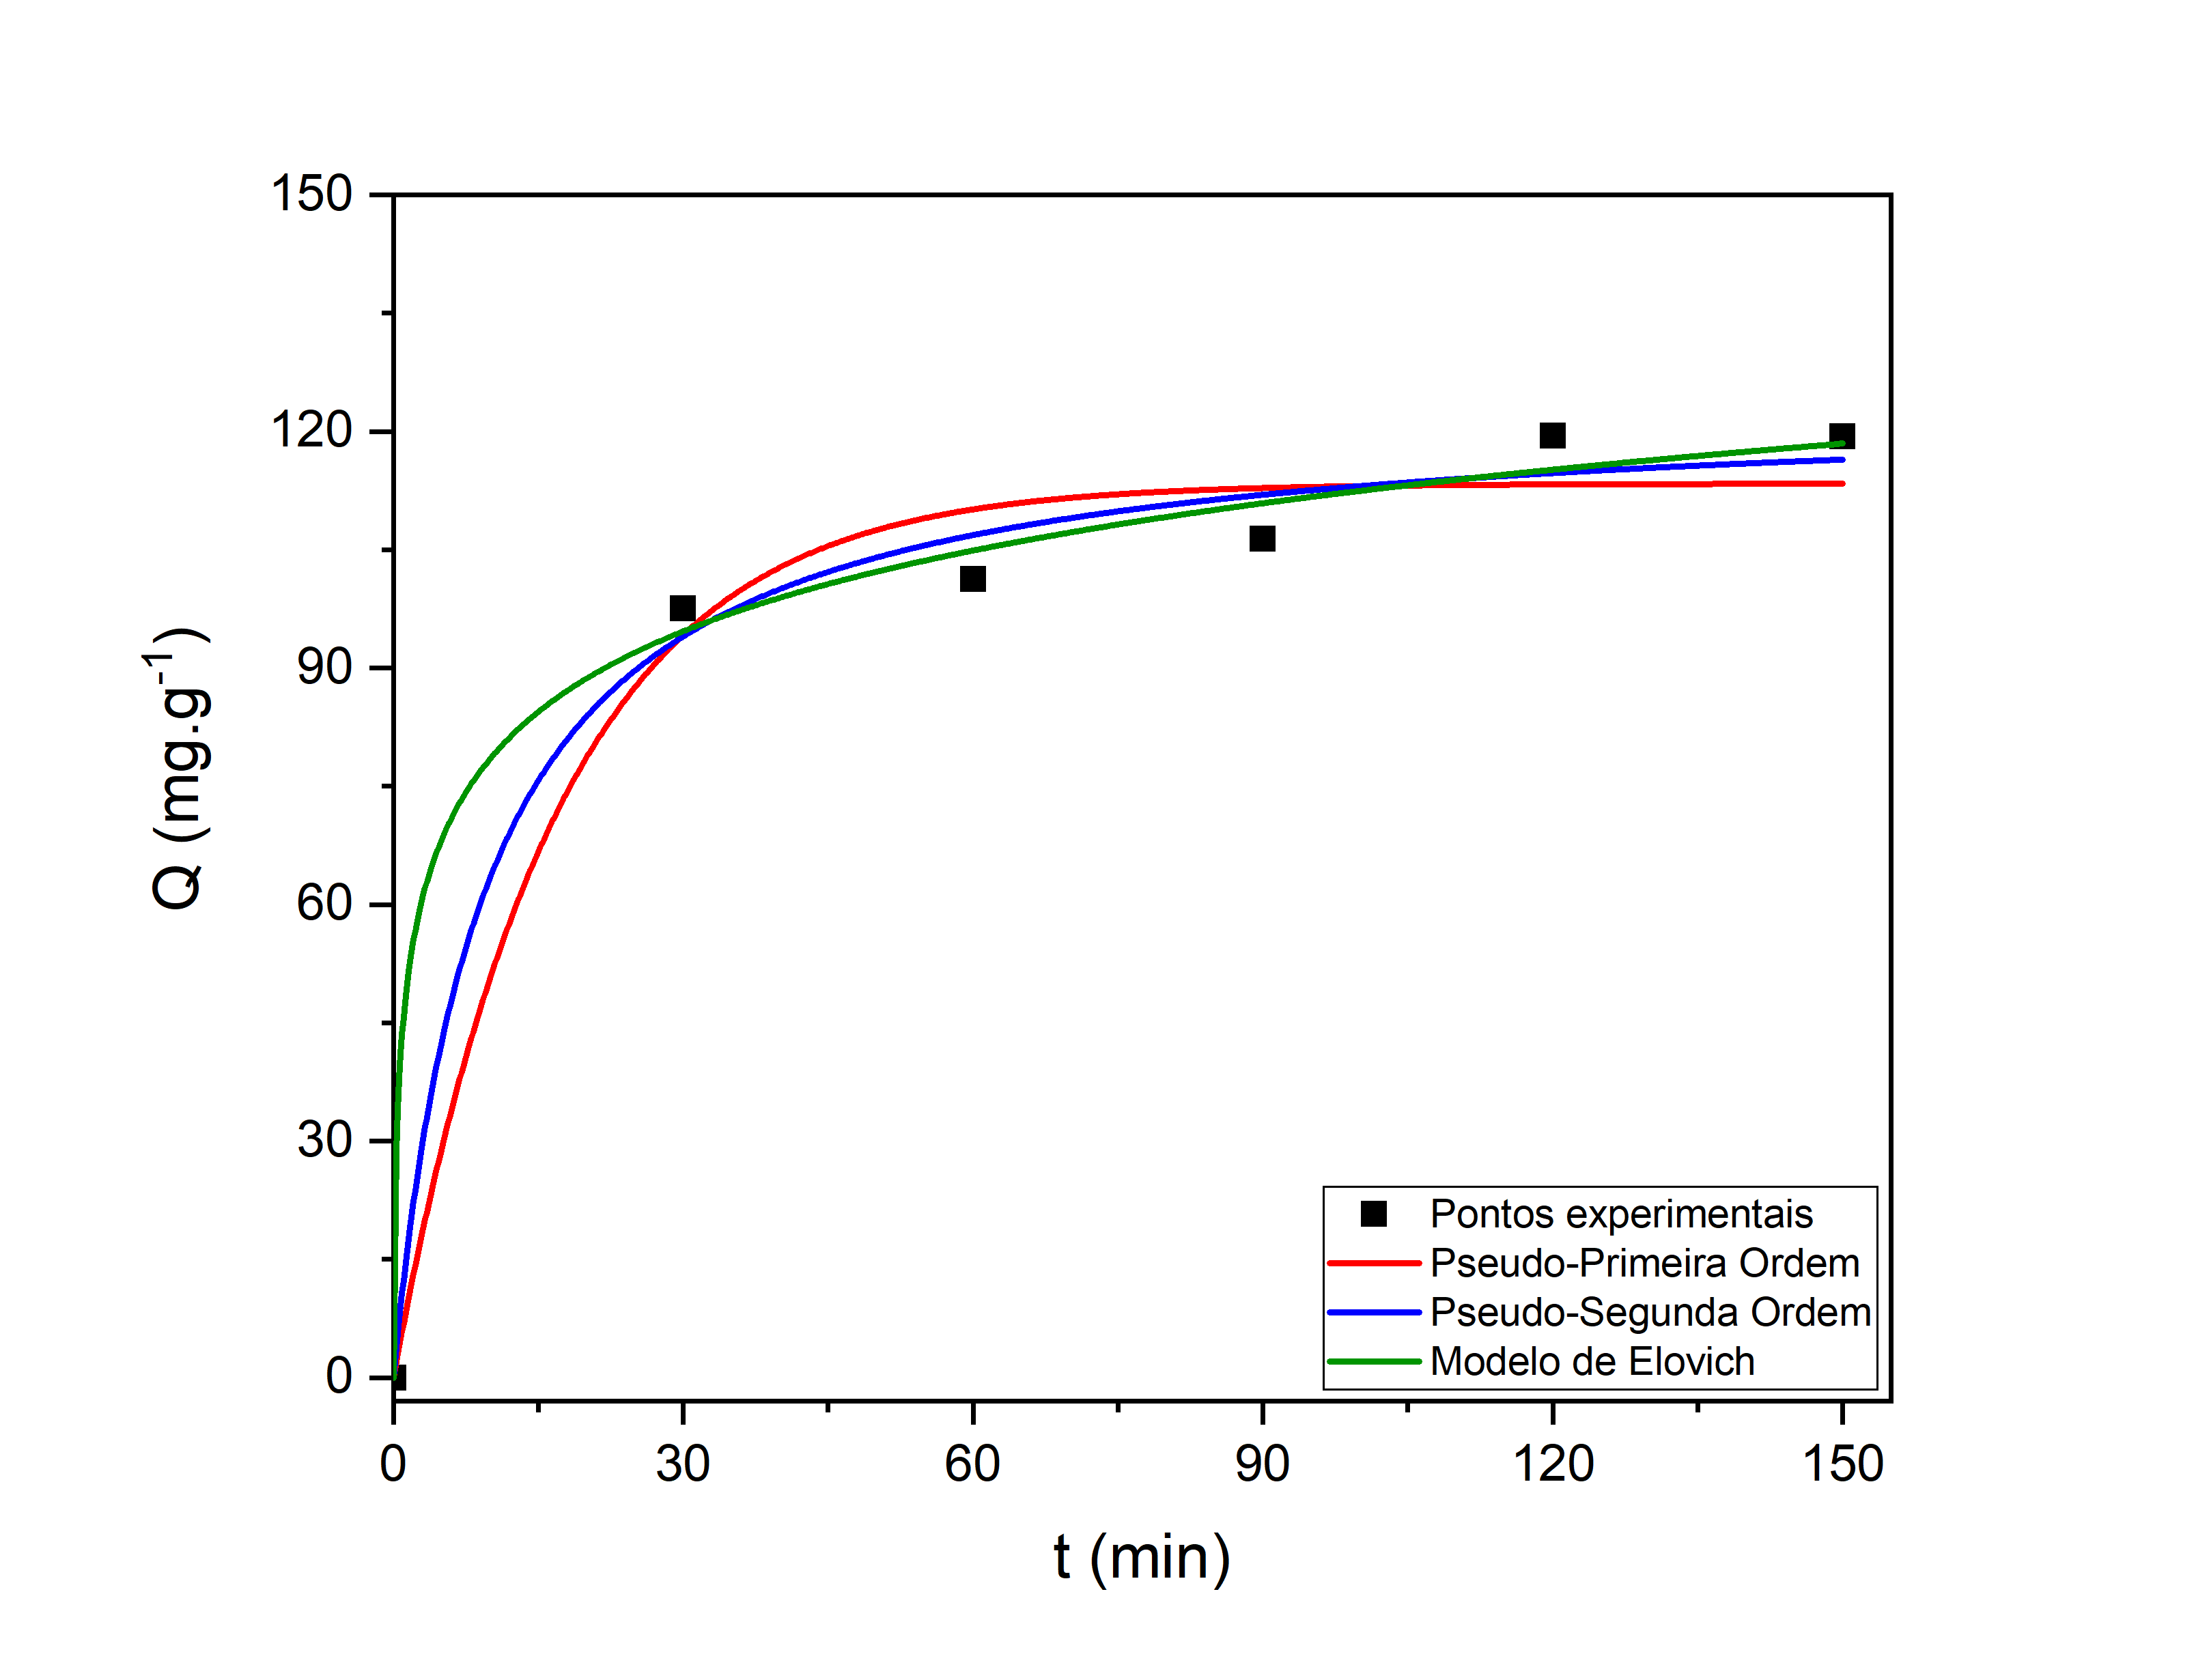 150
120
90
60
30
0
Q (mg.g-1)
0 30 60 90 120 150
t (min)
Pontos experimentais
Pseudo-Primeira Ordem
Pseudo-Segunda Ordem
Modelo de Elovich